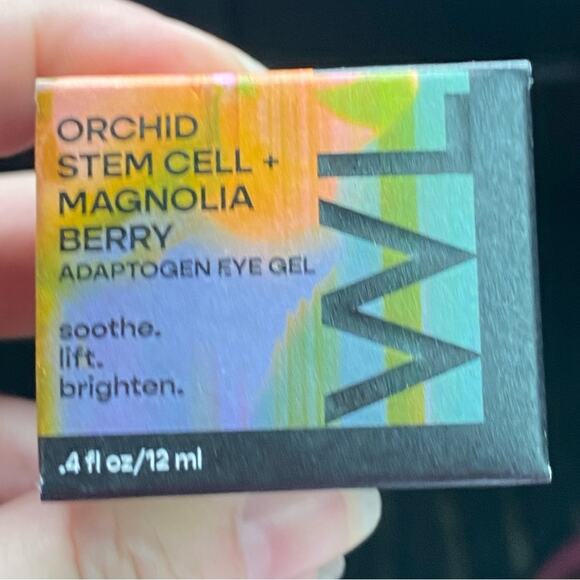 ORCHID
STEM CELL +
MAGNOLIA
BERRY
ADAPTOGEN EYE GEL
soothe.
lift.
brighten.
.4 fl oz/12 ml